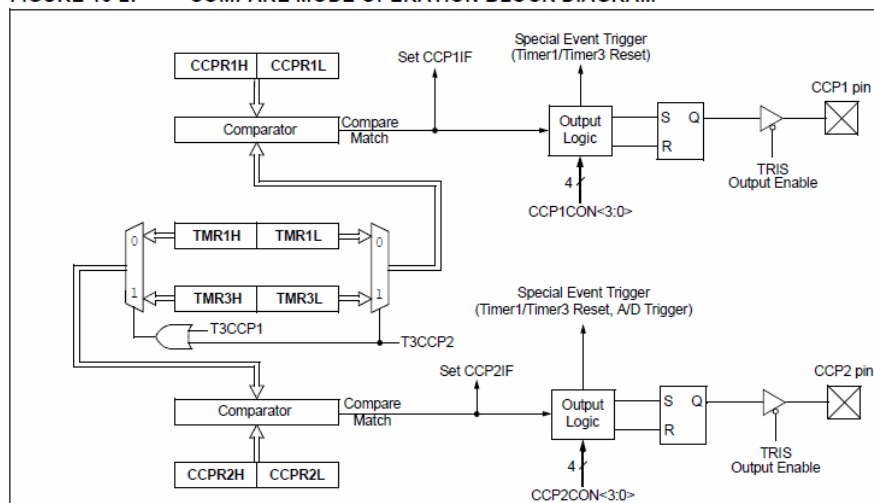 FIGURE 15-2: COMPARE MODE OPERATION BLOCK DIAGRAM
CCPR1H CCPR1L
Set CCP1IF
Special Event Trigger
(Timer1/Timer3 Reset)
CCP1 pin
Comparator
Compare
Match
Output
Logic
S Q
R
TRIS
Output Enable
4
CCP1CON<3:0>
0
TMR1H TMR1L
0
1
TMR3H TMR3L
1
T3CCP1
T3CCP2
Special Event Trigger
(Timer1/Timer3 Reset, A/D Trigger)
Set CCP2IF
CCP2 pin
Comparator
Compare
Match
Output
Logic
S Q
R
TRIS
Output Enable
4
CCPR2H CCPR2L
CCP2CON<3:0>